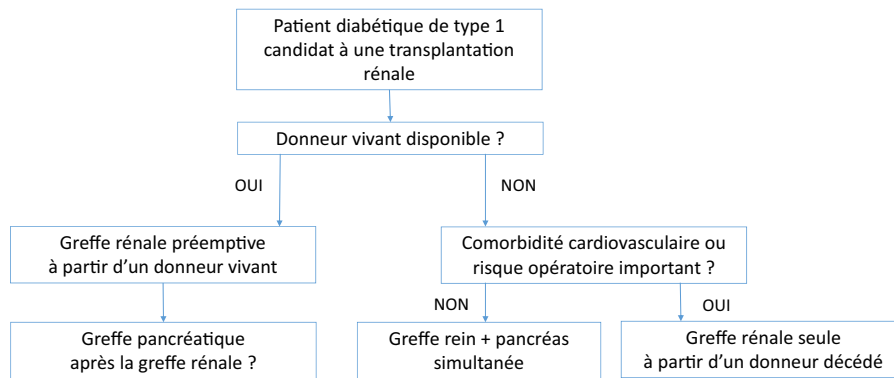 Patient diabétique de type 1
candidat à une transplantation
rénale
Donneur vivant disponible ?
OUI
NON
Greffe rénale préemptive
à partir d’un donneur vivant
Comorbidité cardiovasculaire ou
risque opératoire important ?
NON
OUI
Greffe pancréatique
après la greffe rénale ?
Greffe rein + pancréas
simultanée
Greffe rénale seule
à partir d’un donneur décédé